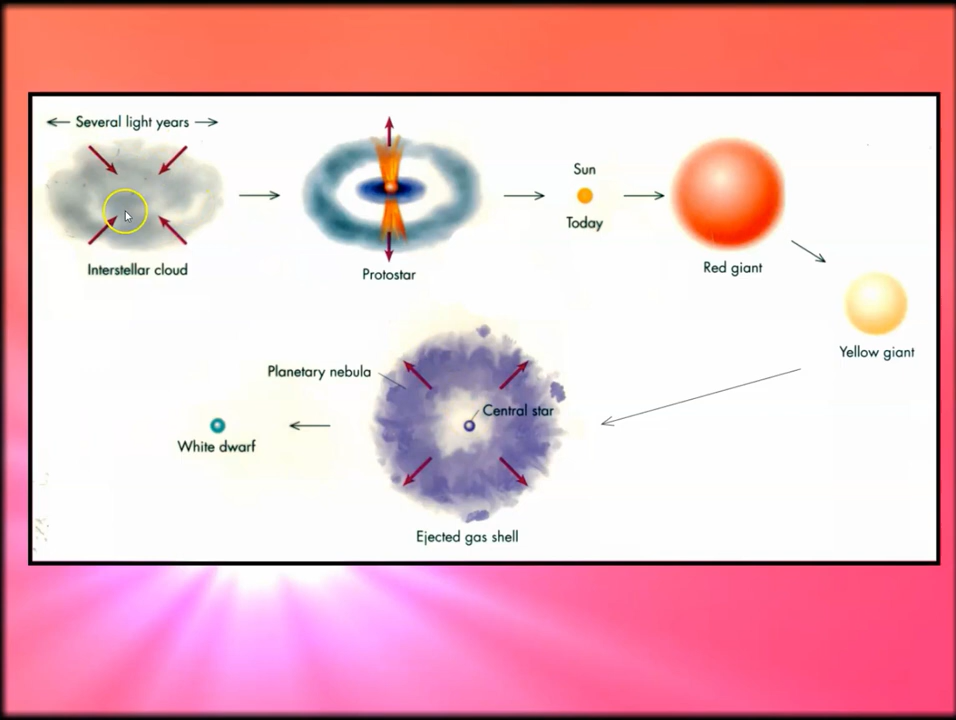 Several light years
Interstellar cloud
Protostar
Sun
Today
Red giant
Yellow giant
Planetary nebula
Central star
Ejected gas shell
White dwarf